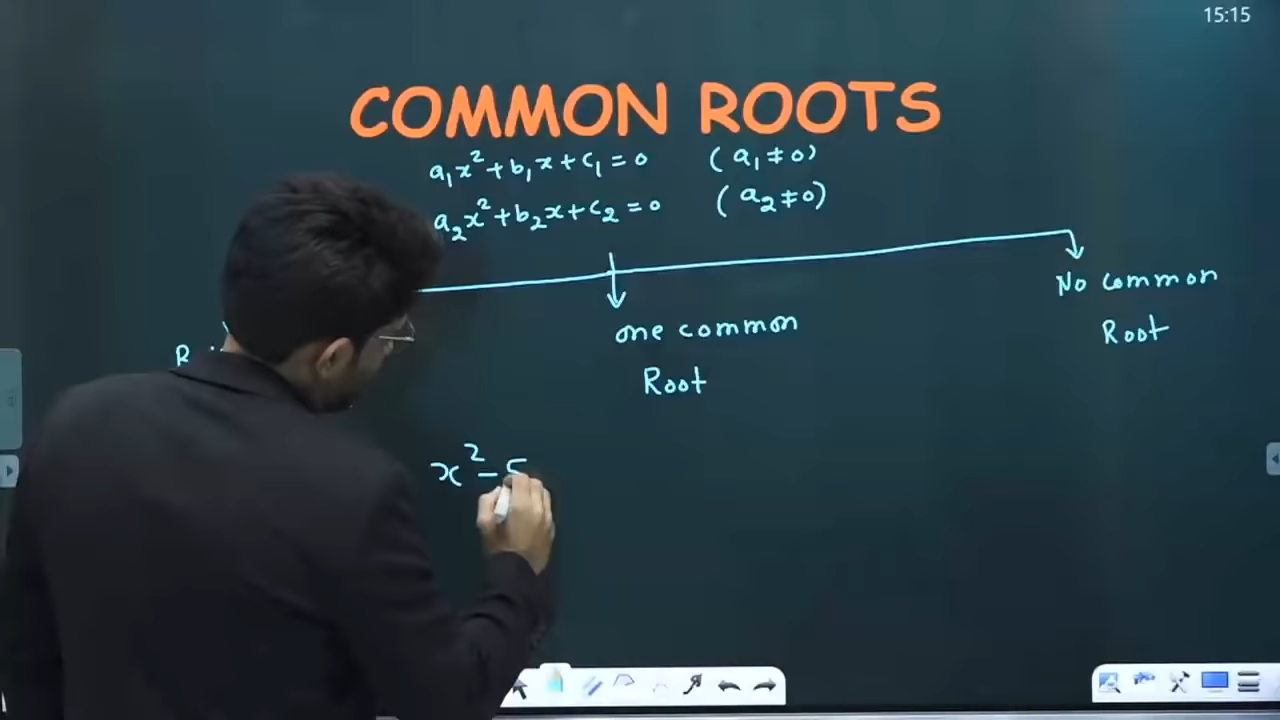 15:15
COMMON ROOTS
a₁x²+b₁x+c₁=0 (a₁≠0)
a₂x²+b₂x+c₂=0 (a₂≠0)
No common
Root
one common
Root
x²-5